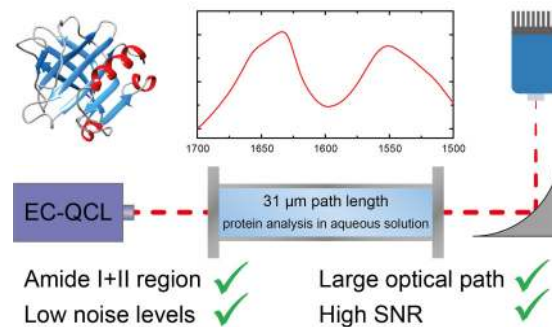 1700 1650 1600 1550 1500
EC-QCL
31 µm path length
protein analysis in aqueous solution
Amide I+II region
Large optical path
Low noise levels
High SNR